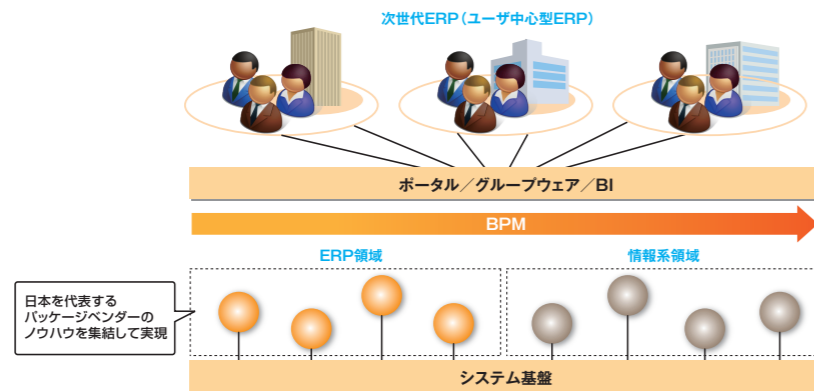 次世代ERP（ユーザ中心型ERP）
ポータル／グループウェア／BI
BPM
ERP領域
情報系領域
日本を代表する
パッケージベンダーの
ノウハウを集結して実現
システム基盤